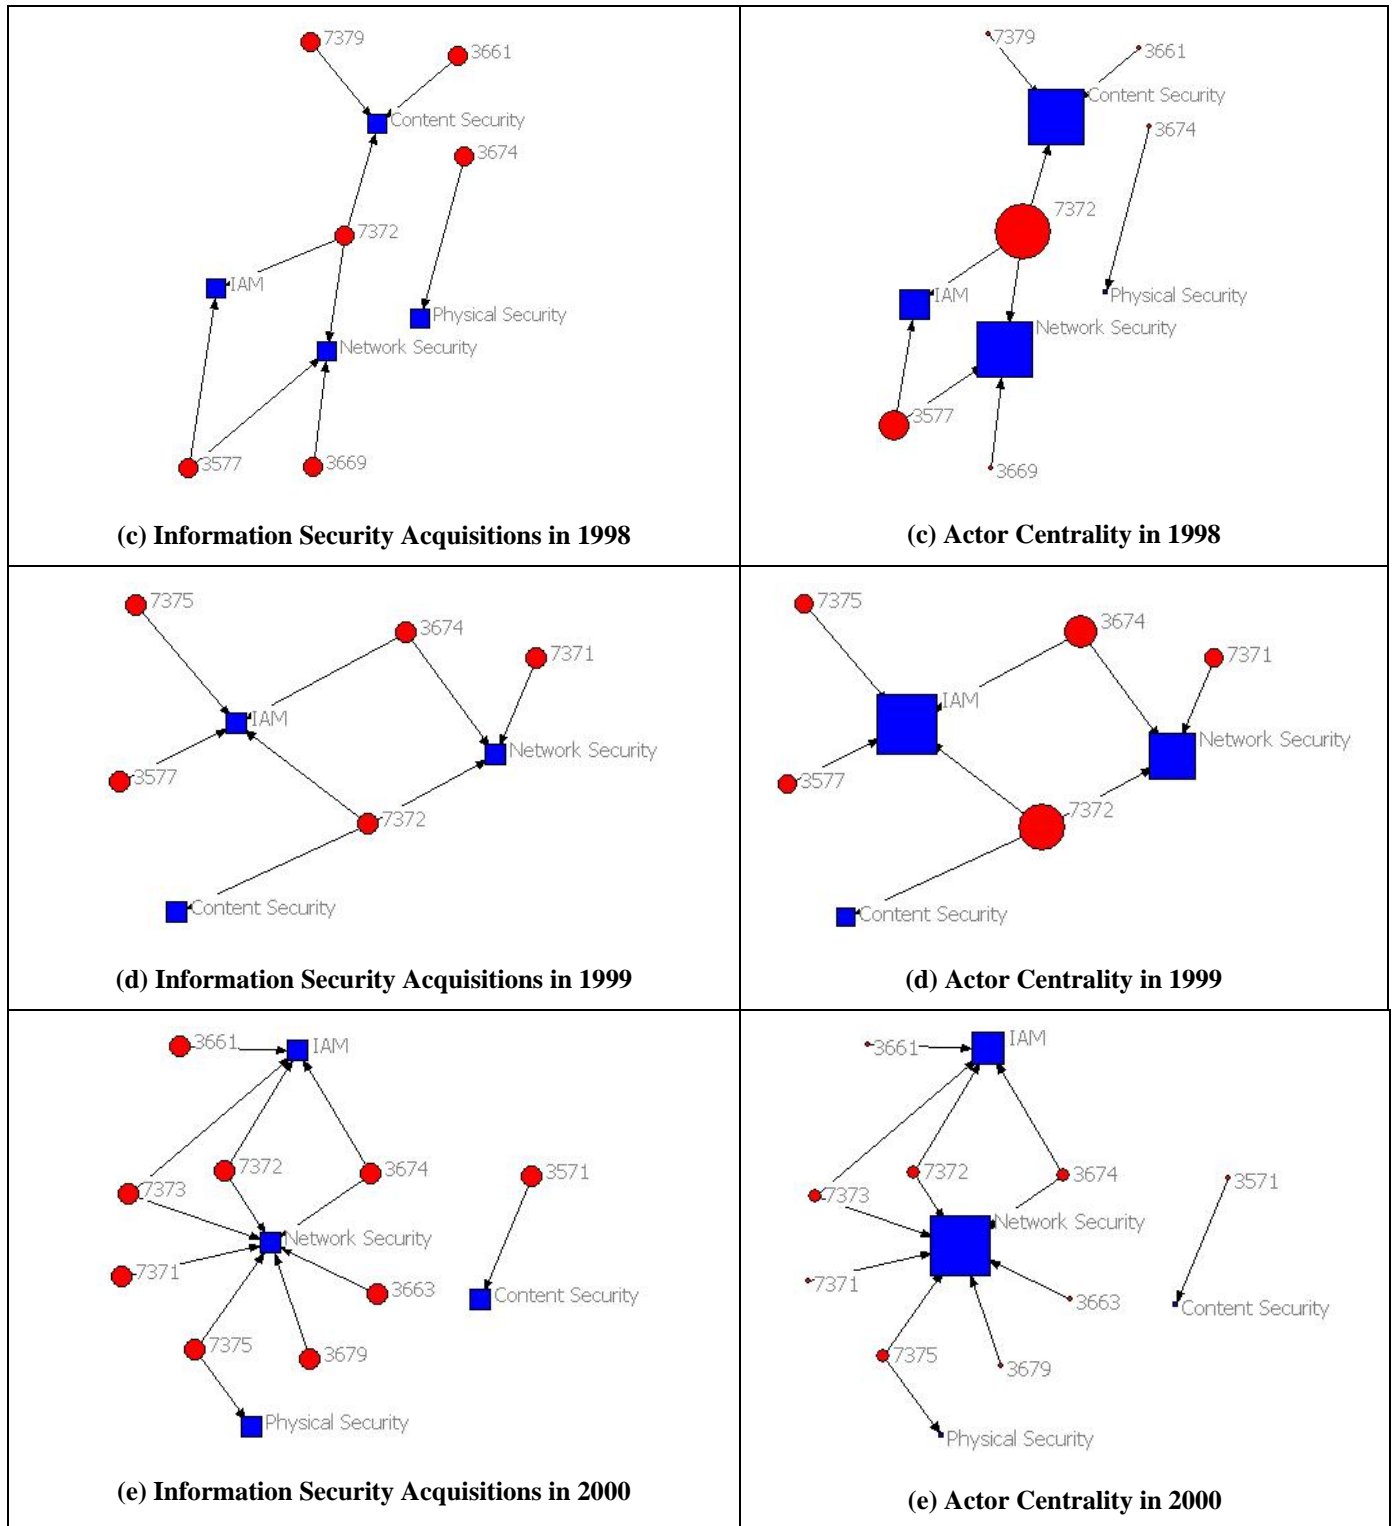 7379
3661
Content Security
3674
7372
IAM
Physical Security
Network Security
3577
3669
(c) Information Security Acquisitions in 1998
7379
3661
Content Security
3674
7372
IAM
Physical Security
Network Security
3577
3669
(c) Actor Centrality in 1998
7375
3674
7371
IAM
Network Security
3577
7372
Content Security
(d) Information Security Acquisitions in 1999
7375
3674
7371
IAM
Network Security
3577
7372
Content Security
(d) Actor Centrality in 1999
3661
IAM
7372
3674
3571
7373
Network Security
7371
3663
Content Security
7375
3679
Physical Security
(e) Information Security Acquisitions in 2000
3661
IAM
7372
3674
3571
7373
Network Security
7371
3663
Content Security
7375
3679
Physical Security
(e) Actor Centrality in 2000